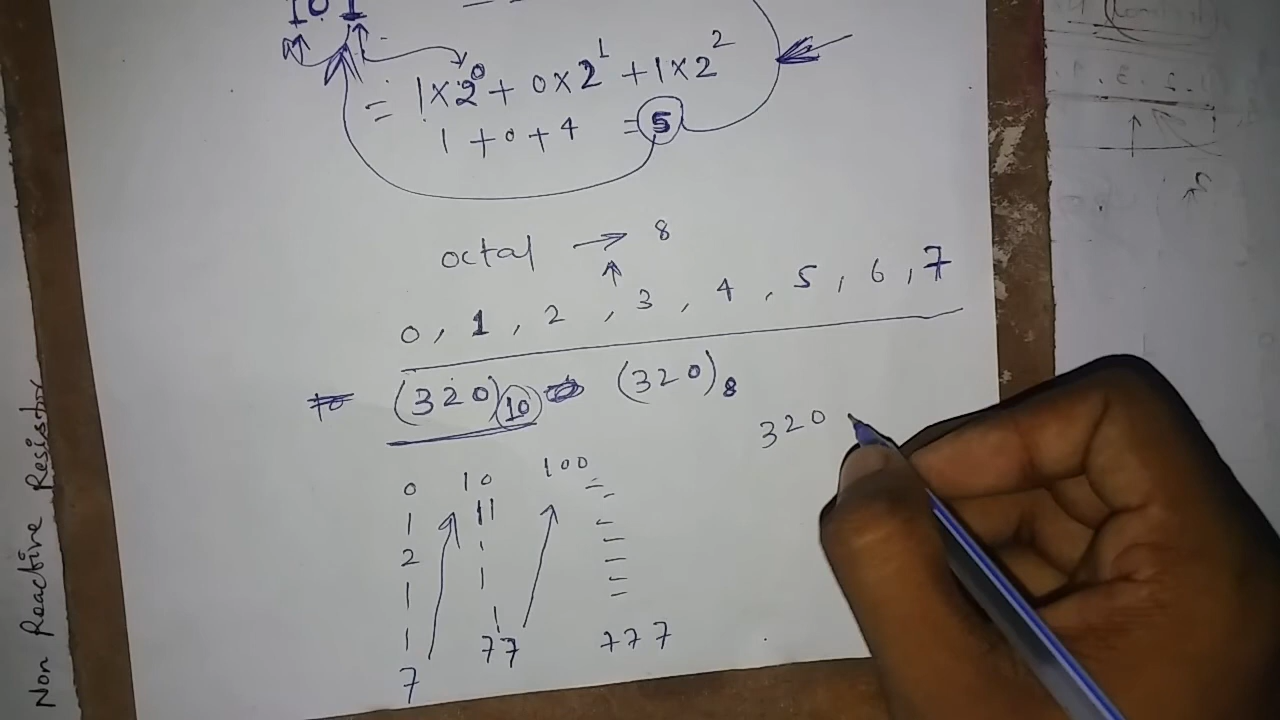 101
= 1×2⁰ + 0×2¹ + 1×2²
1 + 0 + 4 = 5
octal → 8
0, 1, 2, 3, 4, 5, 6, 7
(320)10 (320)8
320
0 10 100
1 11
2
7 77 777
Non Reactive Resistor